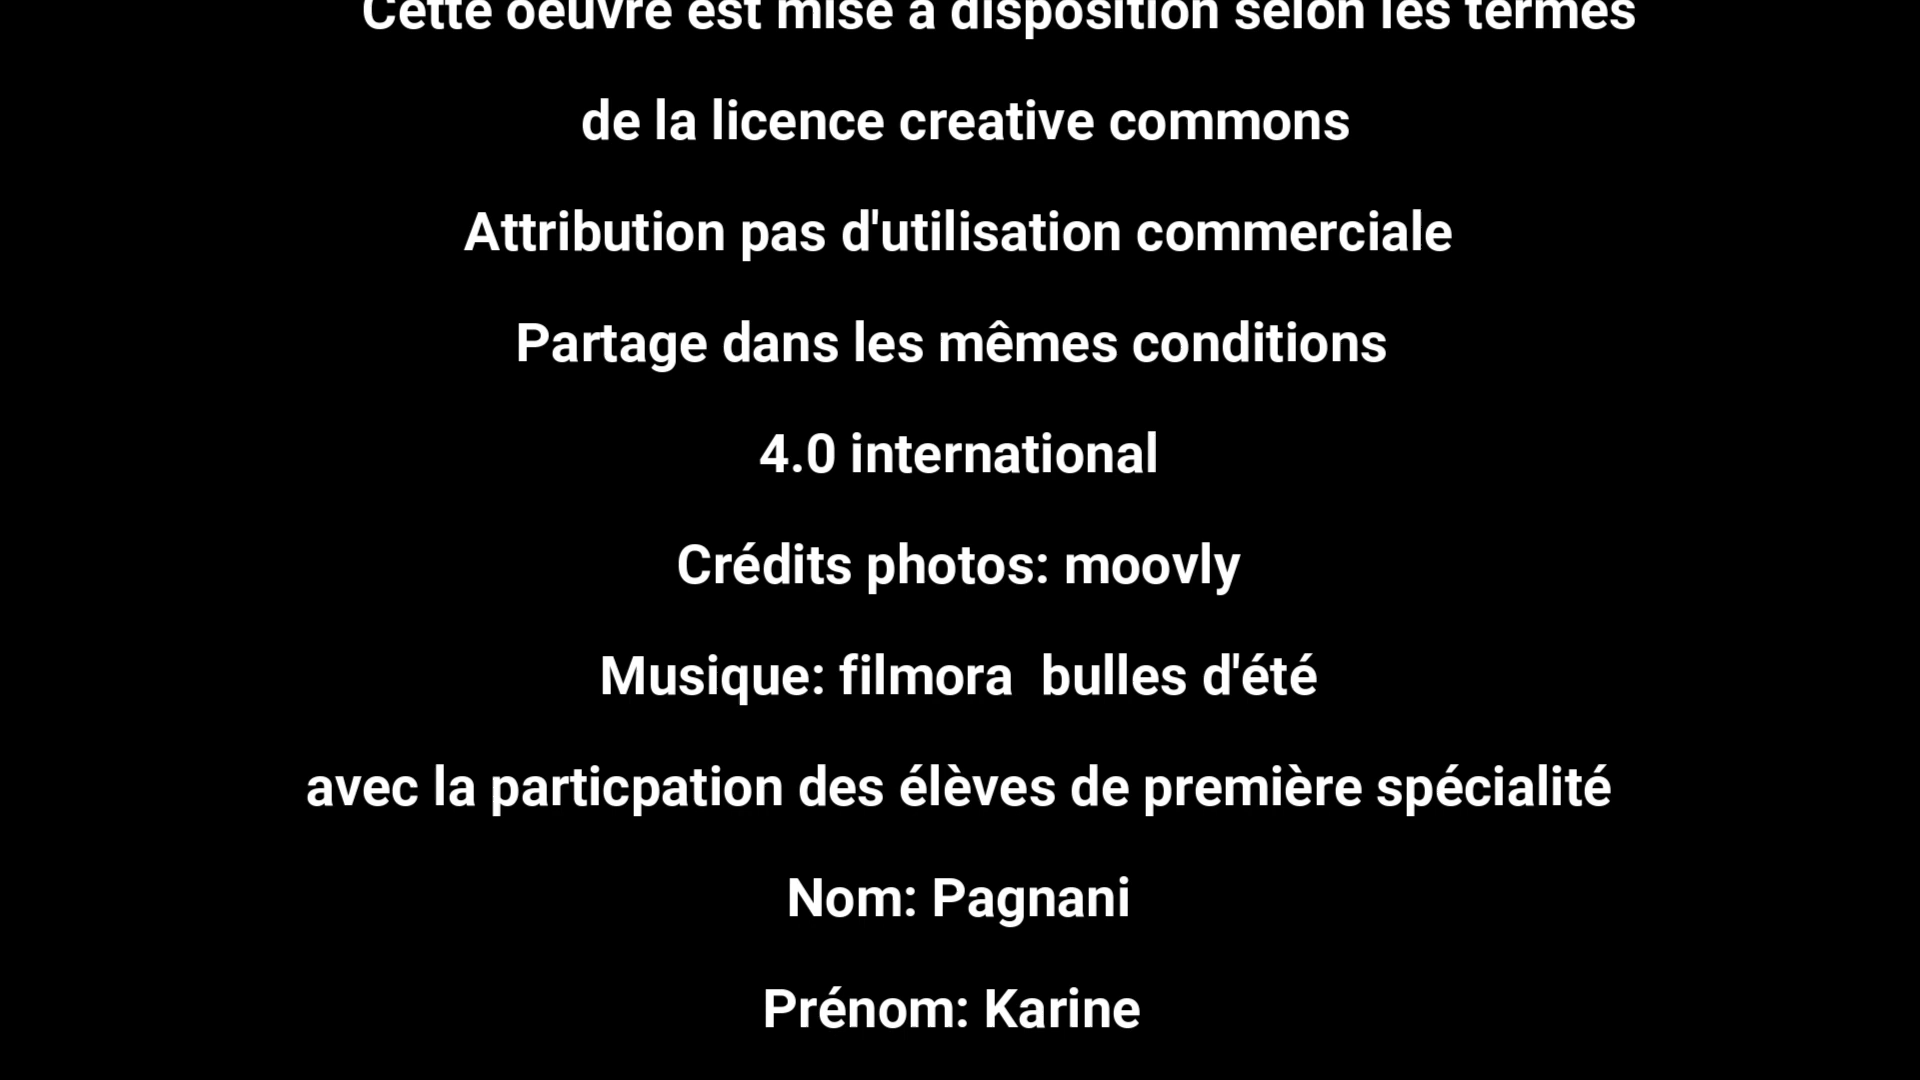 Cette oeuvre est mise à disposition selon les termes
de la licence creative commons
Attribution pas d'utilisation commerciale
Partage dans les mêmes conditions
4.0 international
Crédits photos: moovly
Musique: filmora  bulles d'été
avec la particpation des élèves de première spécialité
Nom: Pagnani
Prénom: Karine